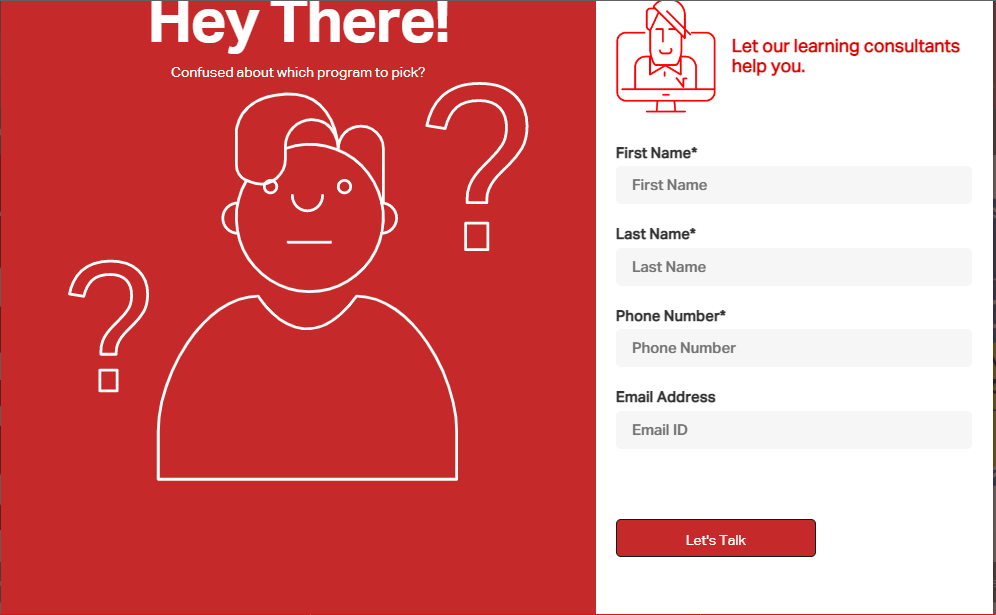 Hey There!
Confused about which program to pick?
Let our learning consultants
help you.
First Name*
First Name
Last Name*
Last Name
Phone Number*
Phone Number
Email Address
Email ID
Let's Talk